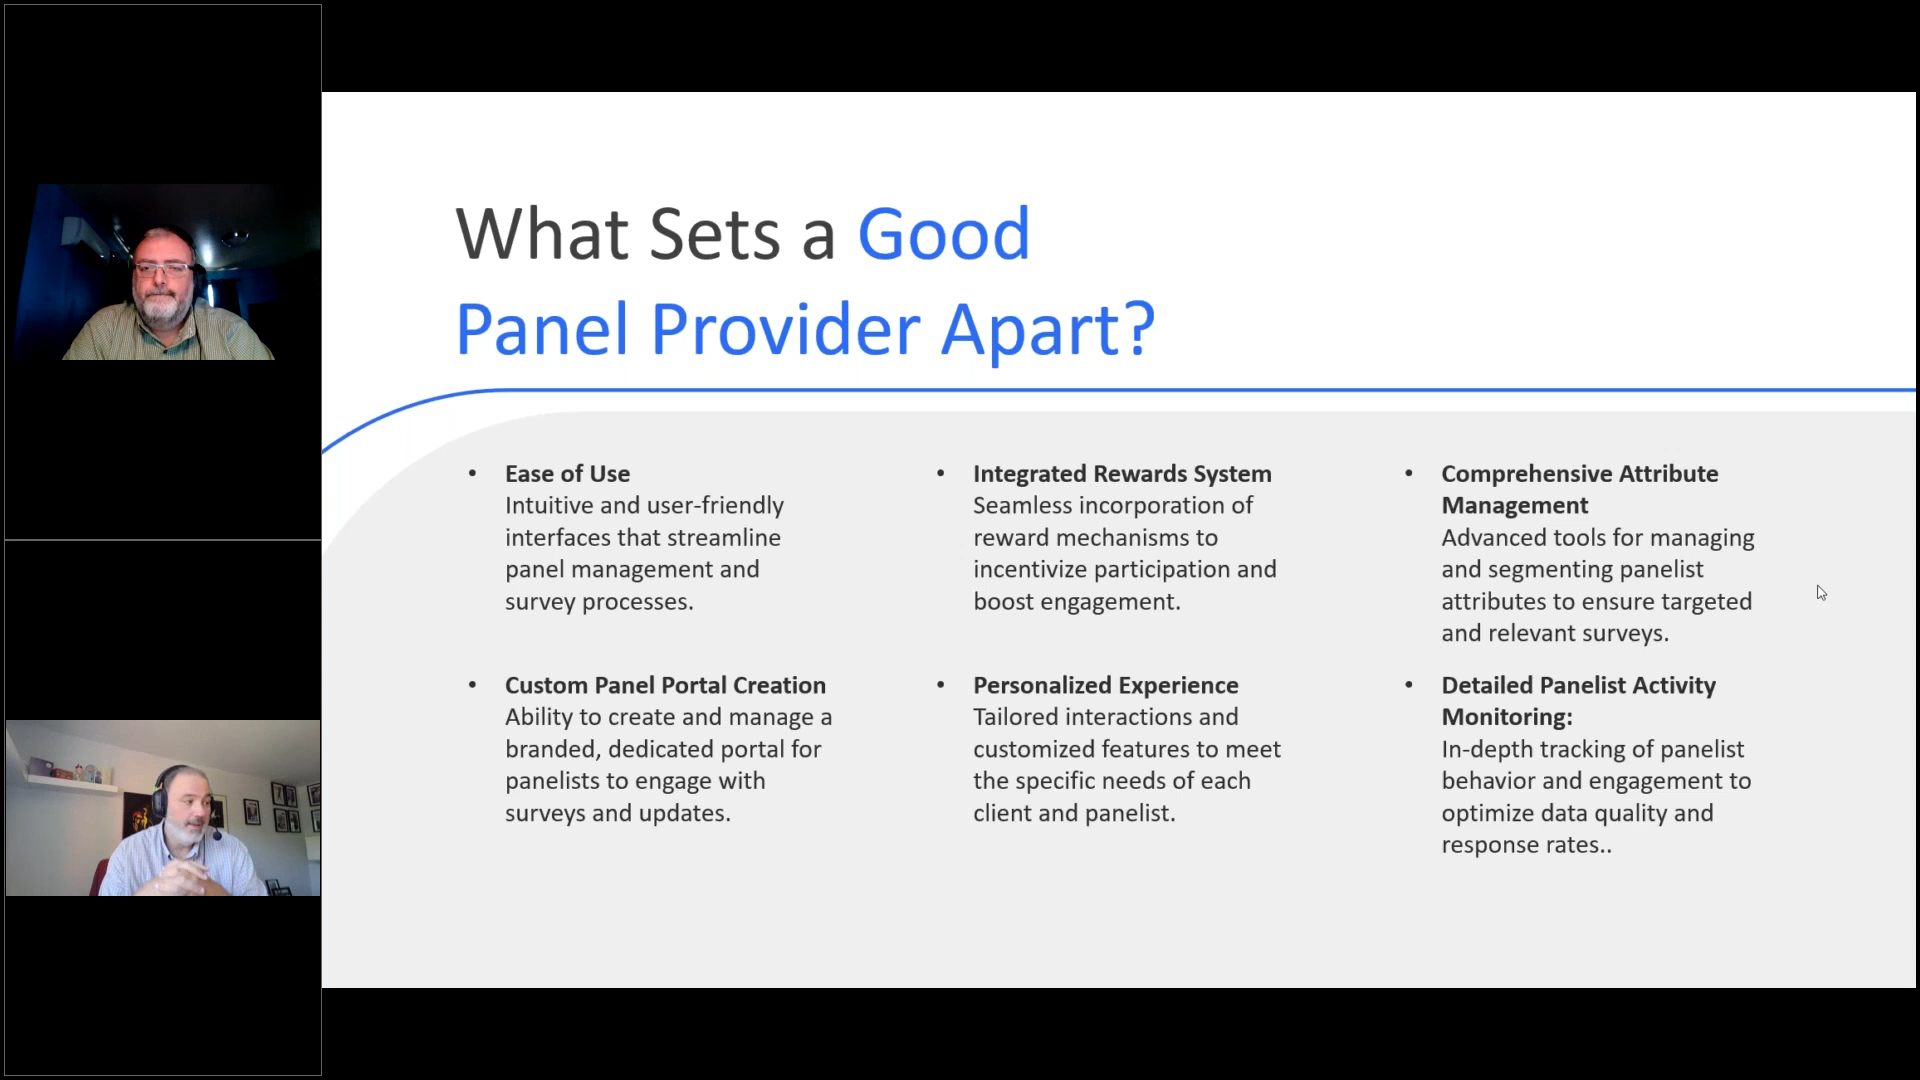 What Sets a Good
Panel Provider Apart?
• Ease of Use
Intuitive and user-friendly
interfaces that streamline
panel management and
survey processes.
• Integrated Rewards System
Seamless incorporation of
reward mechanisms to
incentivize participation and
boost engagement.
• Comprehensive Attribute
Management
Advanced tools for managing
and segmenting panelist
attributes to ensure targeted
and relevant surveys.
• Custom Panel Portal Creation
Ability to create and manage a
branded, dedicated portal for
panelists to engage with
surveys and updates.
• Personalized Experience
Tailored interactions and
customized features to meet
the specific needs of each
client and panelist.
• Detailed Panelist Activity
Monitoring:
In-depth tracking of panelist
behavior and engagement to
optimize data quality and
response rates..